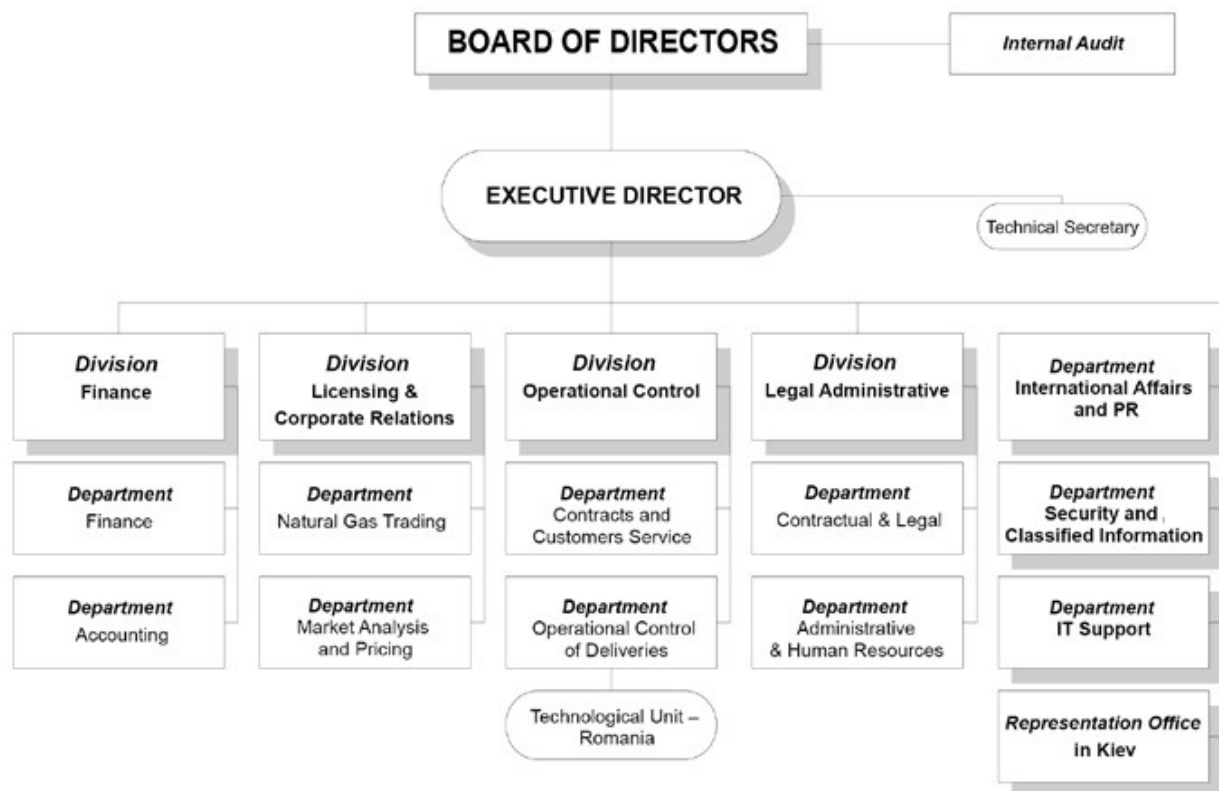 BOARD OF DIRECTORS
Internal Audit
EXECUTIVE DIRECTOR
Technical Secretary
Division
Finance
Division
Licensing &
Corporate Relations
Division
Operational Control
Division
Legal Administrative
Department
International Affairs
and PR
Department
Finance
Department
Natural Gas Trading
Department
Contracts and
Customers Service
Department
Contractual & Legal
Department
Security and ,
Classified Information
Department
Accounting
Department
Market Analysis
and Pricing
Department
Operational Control
of Deliveries
Department
Administrative
& Human Resources
Department
IT Support
Technological Unit –
Romania
Representation Office
in Kiev